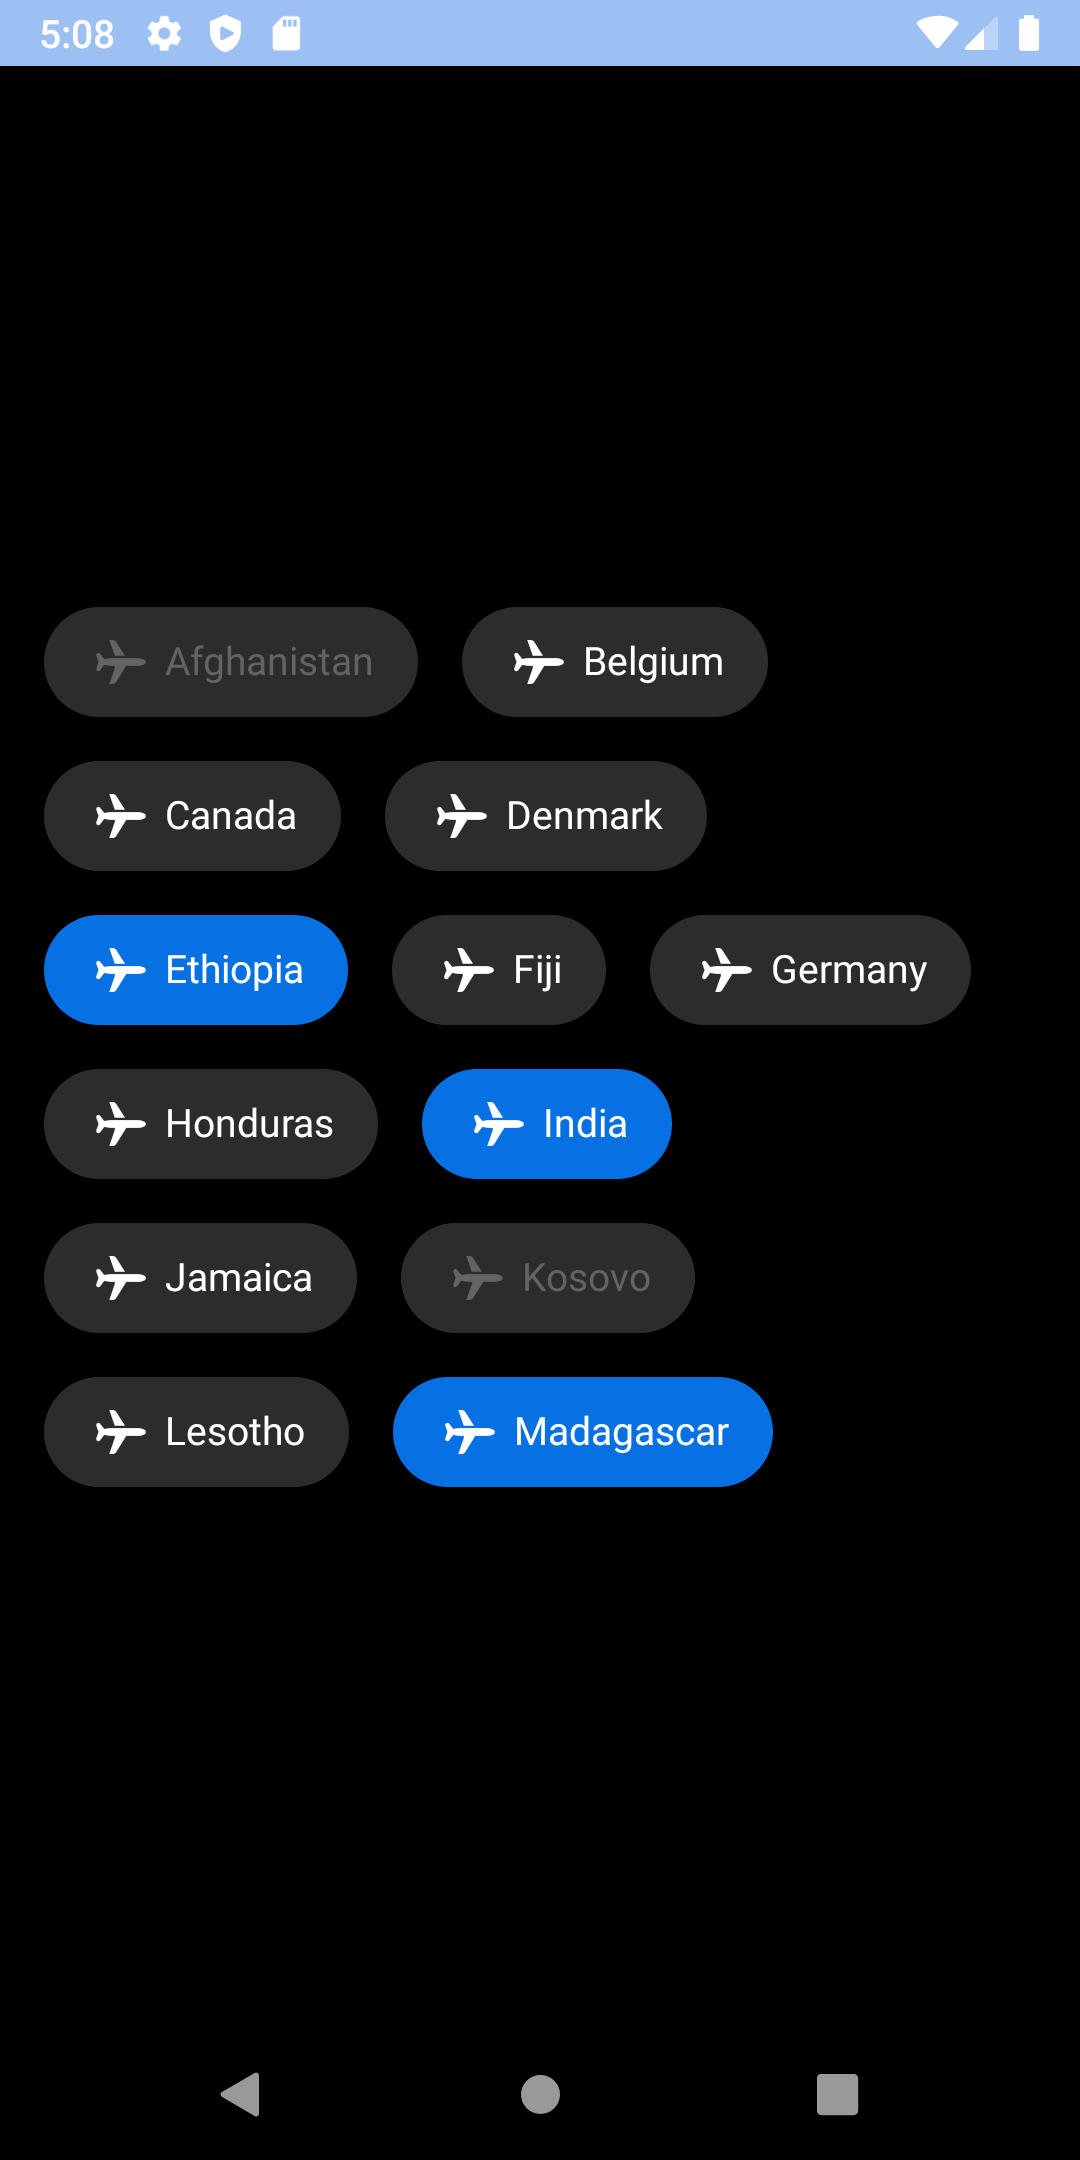 5:08
Afghanistan Belgium
Canada Denmark
Ethiopia Fiji Germany
Honduras India
Jamaica Kosovo
Lesotho Madagascar